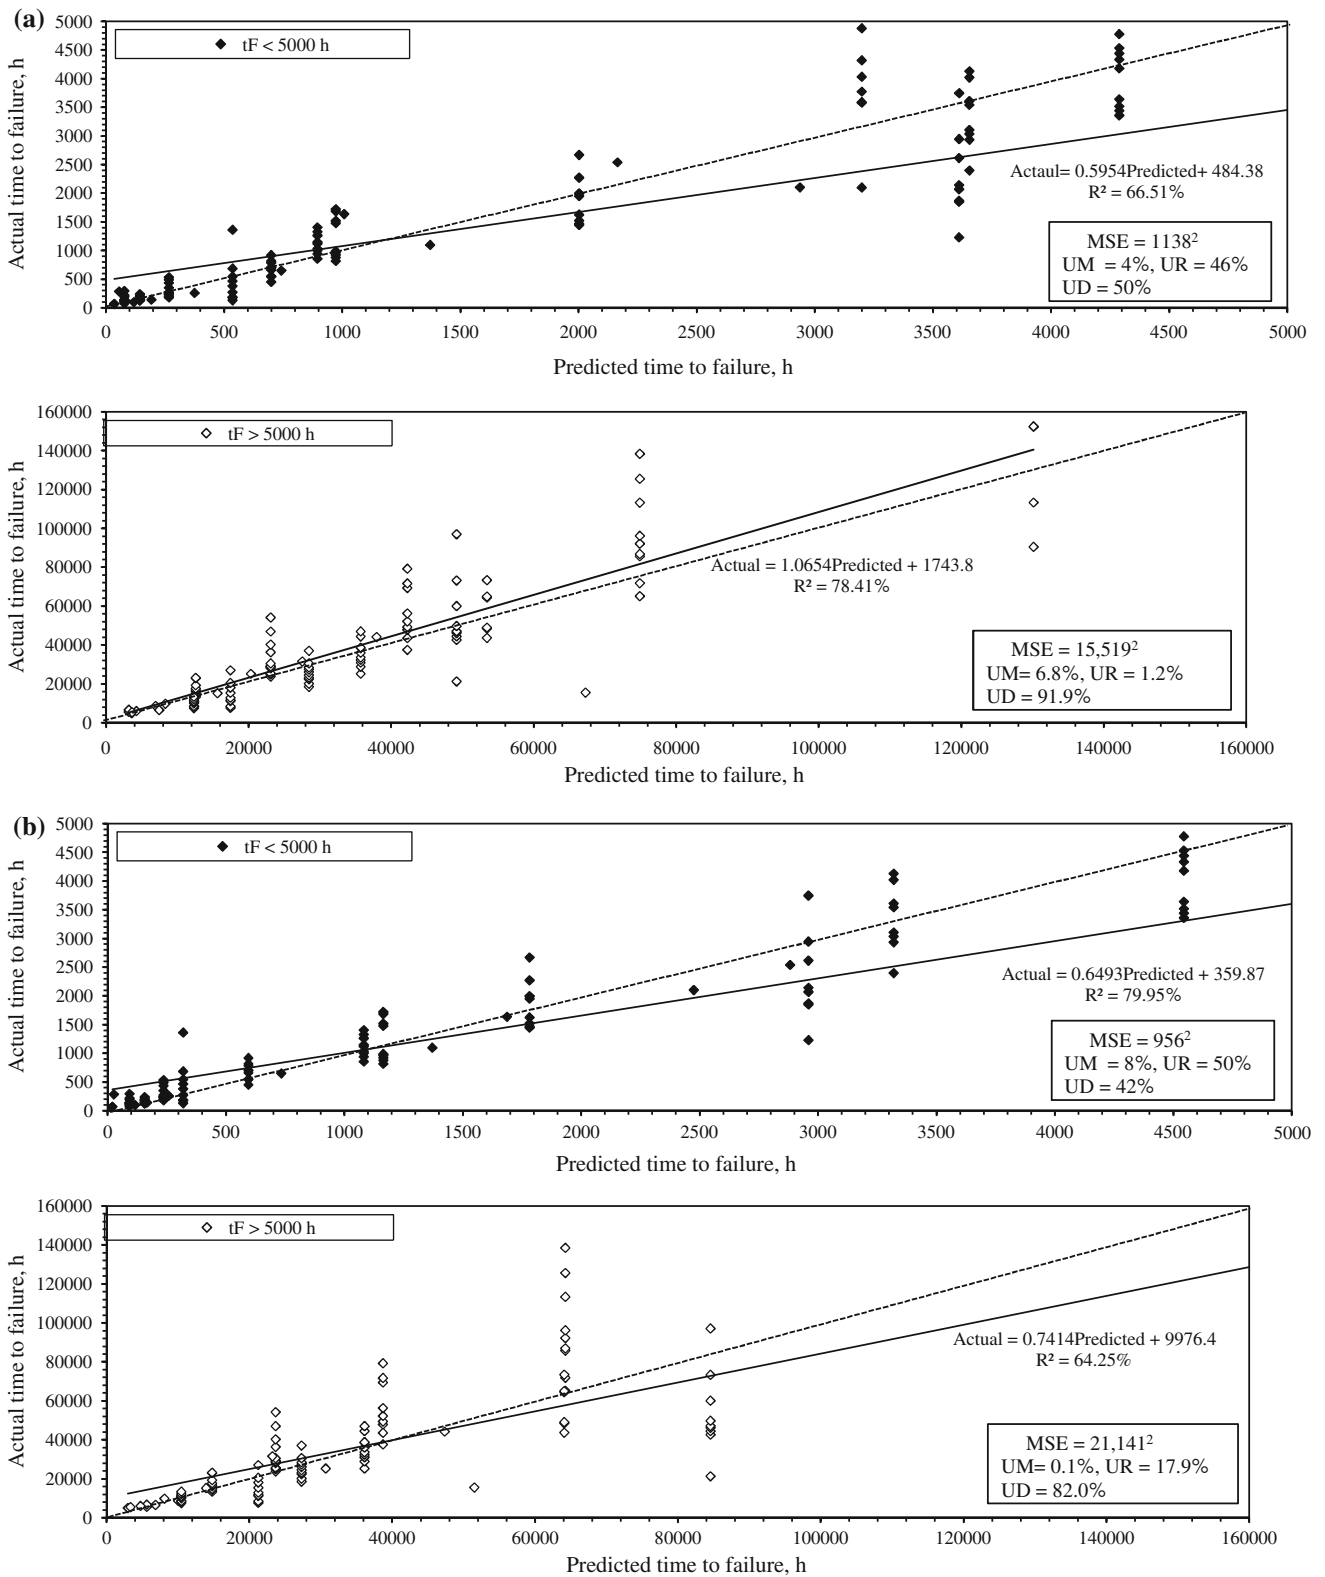 (a)
5000
4500
4000
3500
3000
2500
2000
1500
1000
500
0
Actual time to failure, h
tF < 5000 h
Actaul= 0.5954Predicted+ 484.38
R² = 66.51%
MSE = 1138²
UM = 4%, UR = 46%
UD = 50%
0 500 1000 1500 2000 2500 3000 3500 4000 4500 5000
Predicted time to failure, h
160000
140000
120000
100000
80000
60000
40000
20000
0
Actual time to failure, h
tF > 5000 h
Actual = 1.0654Predicted + 1743.8
R² = 78.41%
MSE = 15,519²
UM= 6.8%, UR = 1.2%
UD = 91.9%
0 20000 40000 60000 80000 100000 120000 140000 160000
Predicted time to failure, h
(b)
5000
4500
4000
3500
3000
2500
2000
1500
1000
500
0
Actual time to failure, h
tF < 5000 h
Actual = 0.6493Predicted + 359.87
R² = 79.95%
MSE = 956²
UM = 8%, UR = 50%
UD = 42%
0 500 1000 1500 2000 2500 3000 3500 4000 4500 5000
Predicted time to failure, h
160000
140000
120000
100000
80000
60000
40000
20000
0
Actual time to failure, h
tF > 5000 h
Actual = 0.7414Predicted + 9976.4
R² = 64.25%
MSE = 21,141²
UM= 0.1%, UR = 17.9%
UD = 82.0%
0 20000 40000 60000 80000 100000 120000 140000 160000
Predicted time to failure, h